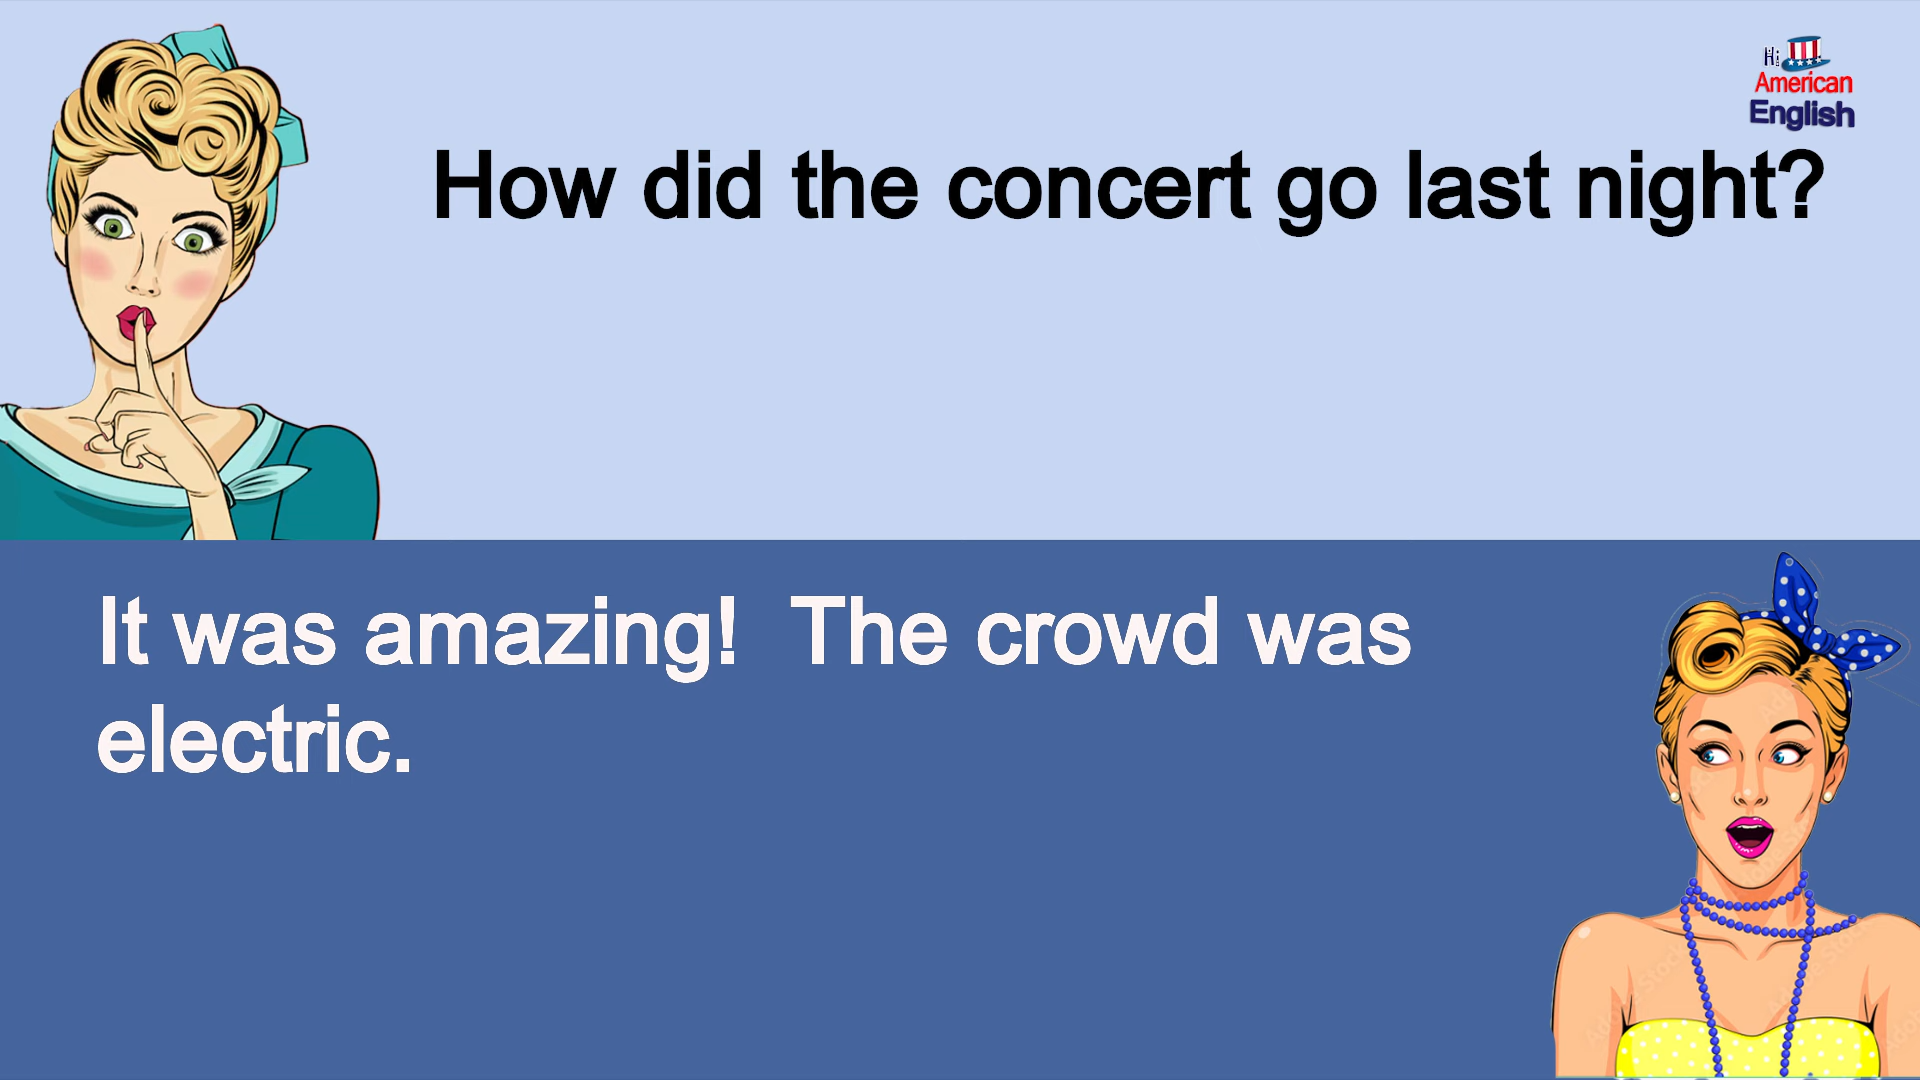 Hi
American
English
How did the concert go last night?
It was amazing!  The crowd was
electric.